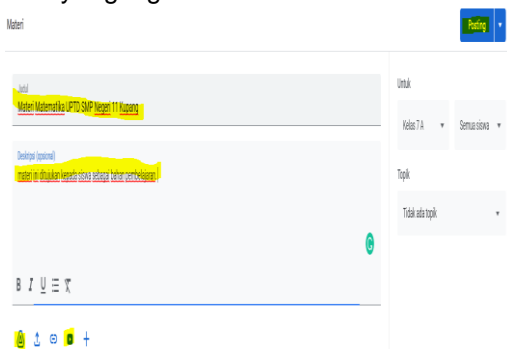 Materi
Posting
Judul
Materi Matematika UPTD SMP Negeri 11 Kupang
Deskripsi (opsional)
materi ini ditujukan kepada siswa sebagai bahan pembelajaran.
B I U
Untuk
Kelas 7 A
Semua siswa
Topik
Tidak ada topik